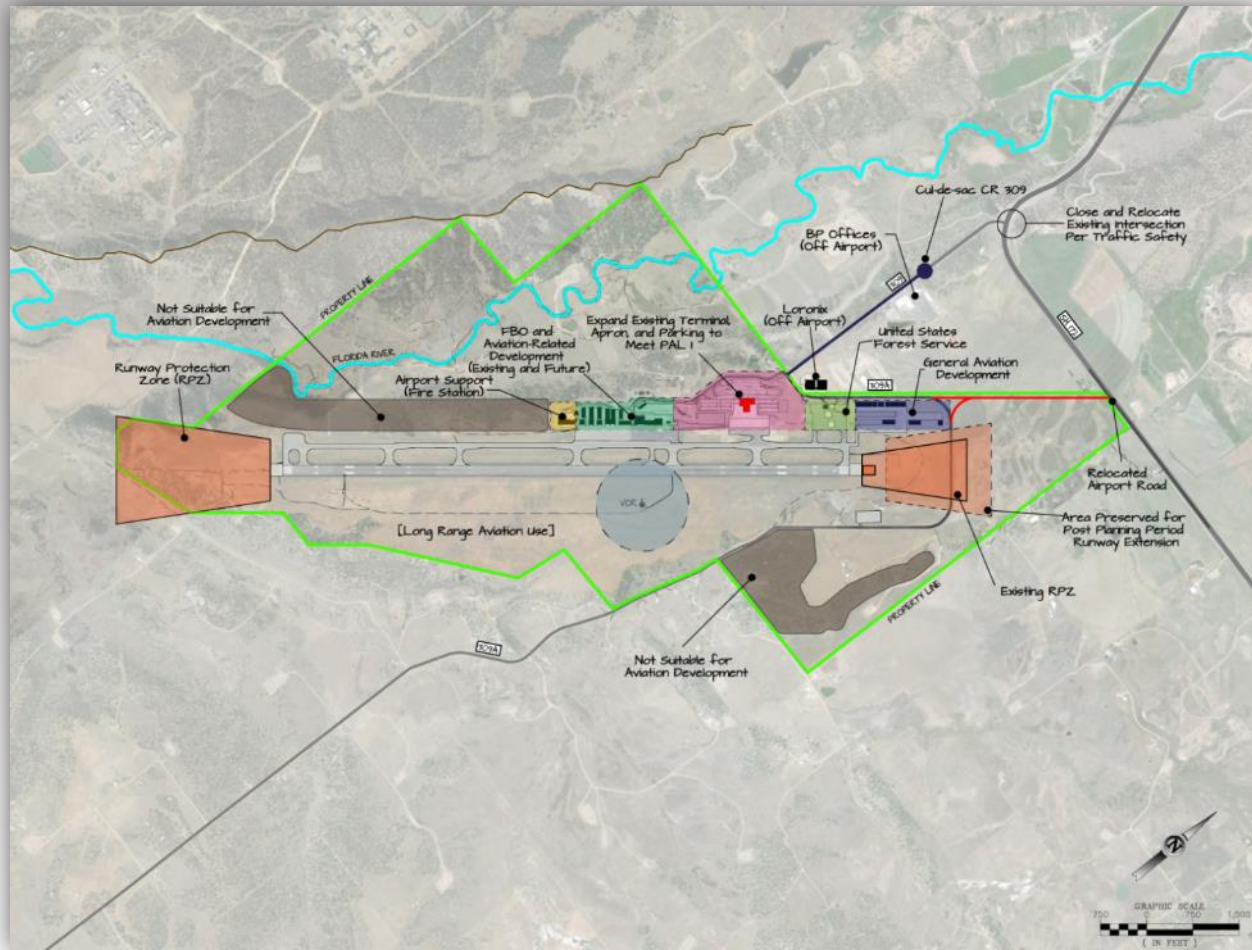 Cul-de-sac CR 309
Close and Relocate
Existing Intersection
Per Traffic Safety
BP Offices
(Off Airport)
309
PROPERTY LINE
Not Suitable for
Aviation Development
FBO and
Aviation-Related
Development
(Existing and Future)
Expand Existing Terminal,
Apron, and Parking to
Meet PAL 1
Loronix
(Off Airport)
United States
Forest Service
FLORIDA RIVER
Runway Protection
Zone (RPZ)
Airport Support
(Fire Station)
General Aviation
Development
309A
VOR
Relocated
Airport Road
[Long Range Aviation Use]
Area Preserved for
Post Planning Period
Runway Extension
Existing RPZ
PROPERTY LINE
309A
Not Suitable for
Aviation Development
N
GRAPHIC SCALE
750 0 750 1,500
( IN FEET )